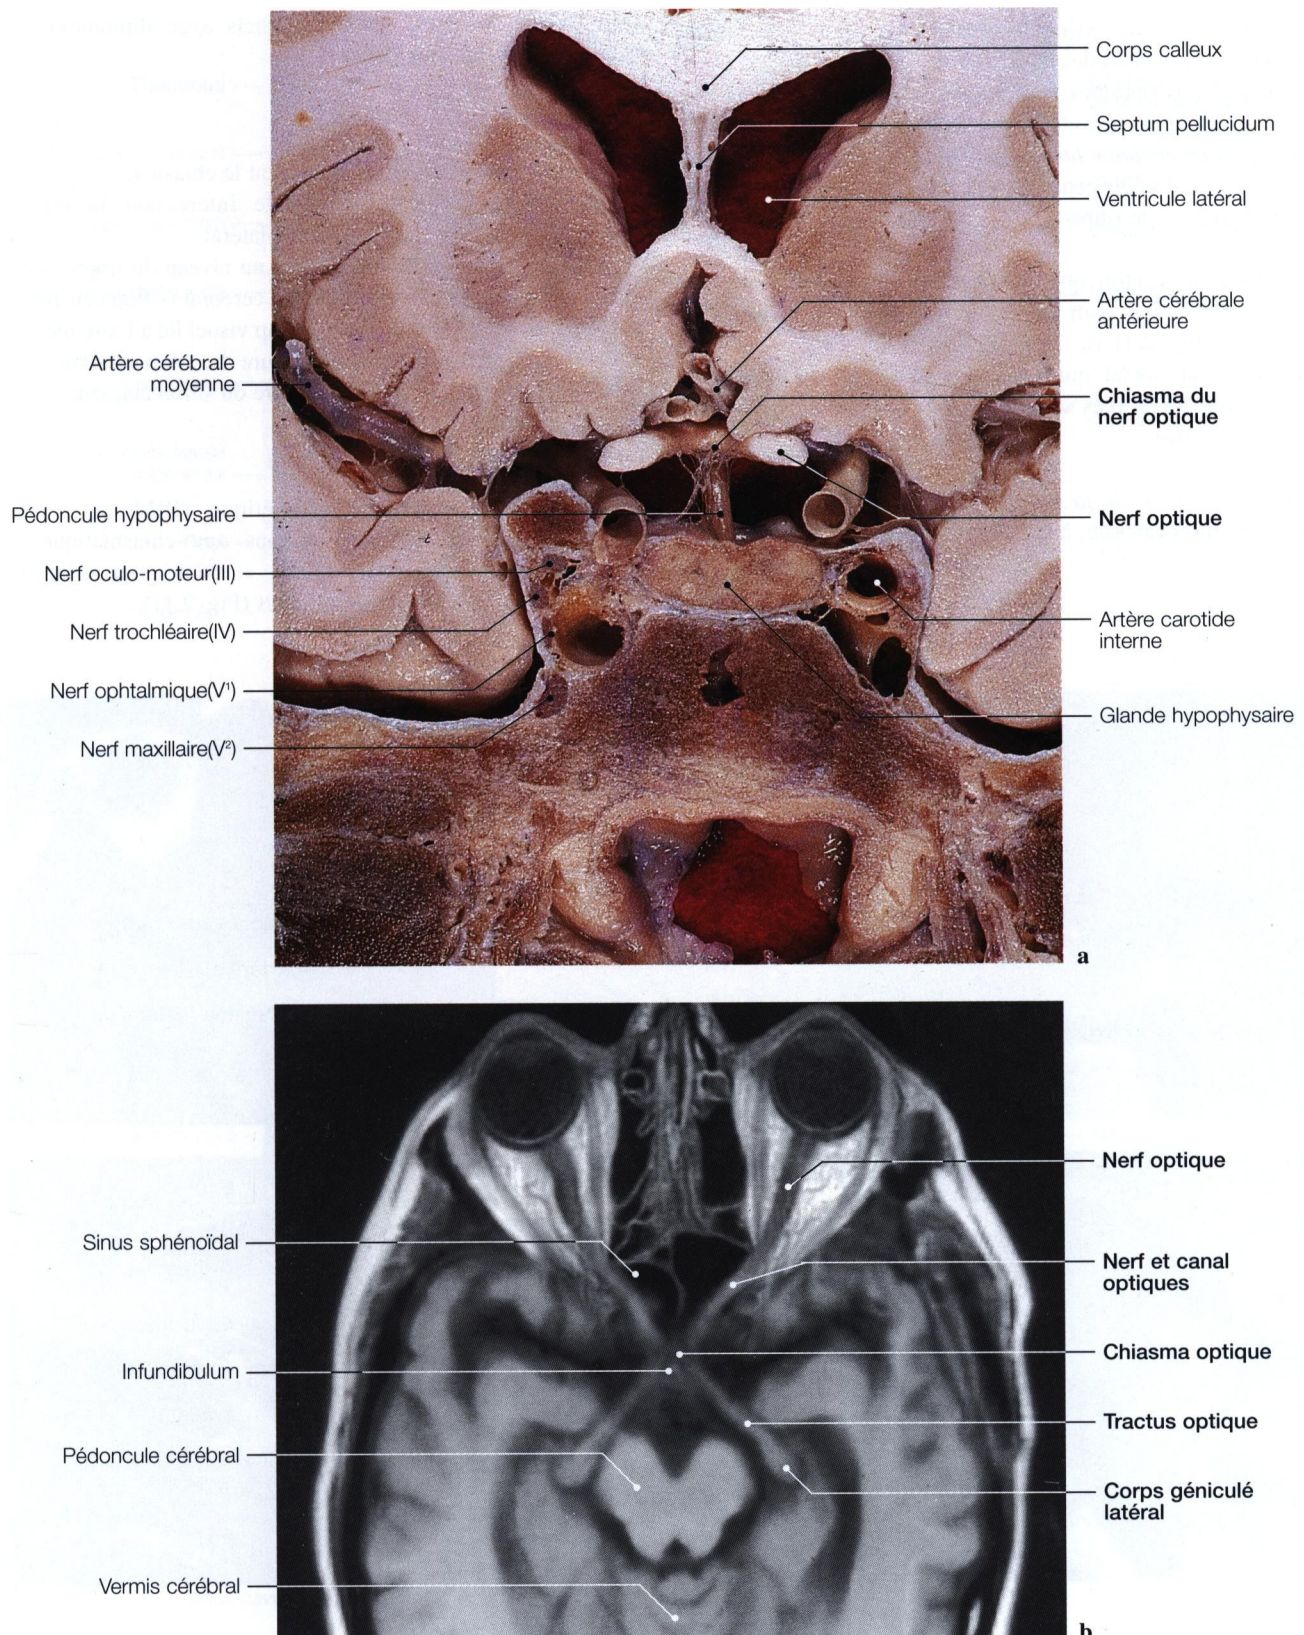 Corps calleux
Septum pellucidum
Ventricule latéral
Artère cérébrale
antérieure
Artère cérébrale
moyenne
Chiasma du
nerf optique
Pédoncule hypophysaire
Nerf optique
Nerf oculo-moteur(III)
Nerf trochléaire(IV)
Artère carotide
interne
Nerf ophtalmique(V¹)
Glande hypophysaire
Nerf maxillaire(V²)
a
Nerf optique
Sinus sphénoïdal
Nerf et canal
optiques
Chiasma optique
Infundibulum
Tractus optique
Pédoncule cérébral
Corps géniculé
latéral
Vermis cérébral
b